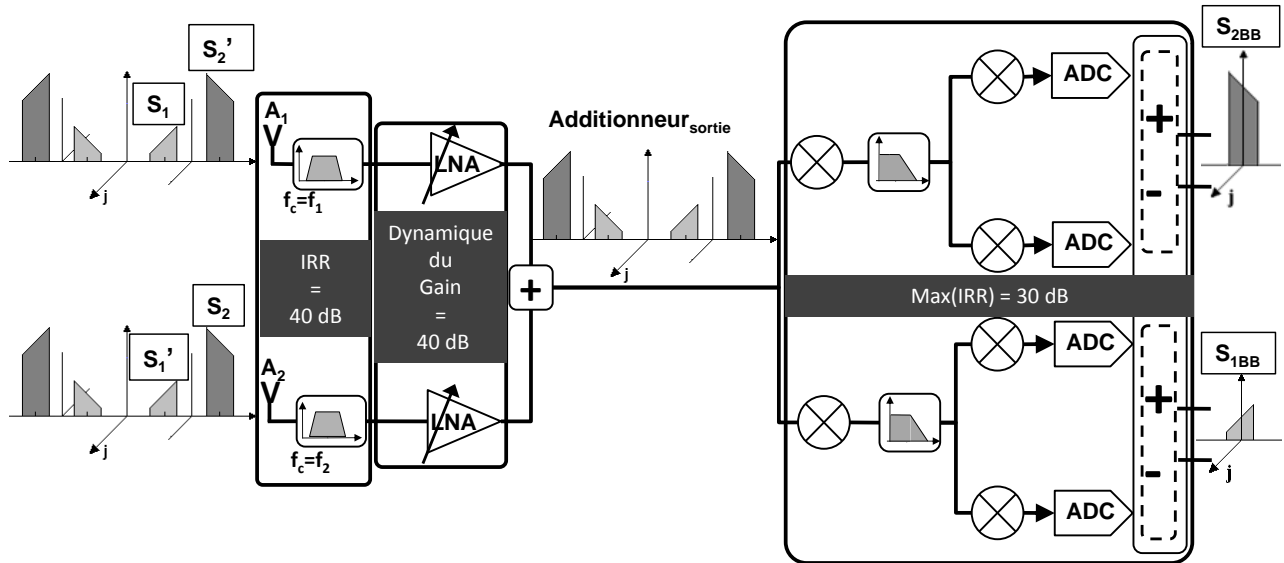 S2'
S1
j
A1
fc=f1
LNA
IRR
=
40 dB
Dynamique
du
Gain
=
40 dB
S2
S1'
j
A2
fc=f2
LNA
+
Additionneursortie
j
ADC
ADC
+
-
Max(IRR) = 30 dB
ADC
ADC
+
-
S2BB
j
S1BB
j